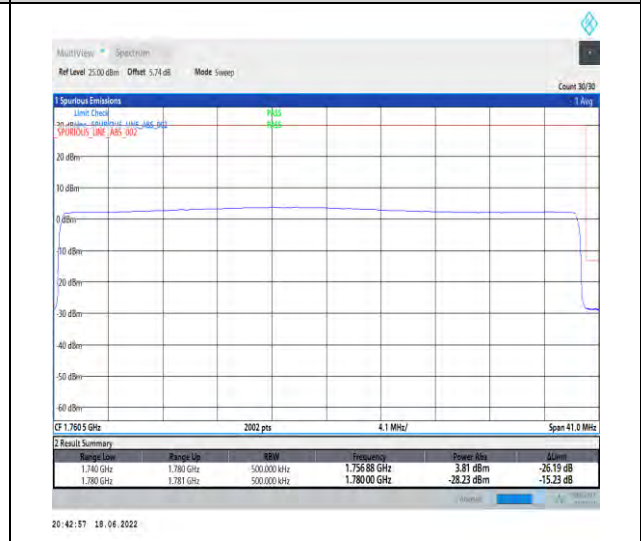 MultiView Spectrum
Ref Level 25.00 dBm Offset 5.74 dB Mode Sweep
Count 30/30
1 Spurious Emissions 1 Avg
Limit Check PASS
SPURIOUS_LINE_ABS_002 PASS
SPURIOUS_LINE_ABS_002
20 dBm
10 dBm
0 dBm
-10 dBm
-20 dBm
-30 dBm
-40 dBm
-50 dBm
-60 dBm
CF 1.7605 GHz 2002 pts 4.1 MHz/ Span 41.0 MHz
2 Result Summary
Range Low Range Up RBW Frequency Power Abs ΔLimit
1.740 GHz 1.780 GHz 500.000 kHz 1.75688 GHz 3.81 dBm -26.19 dB
1.780 GHz 1.781 GHz 500.000 kHz 1.78000 GHz -28.23 dBm -15.23 dB
20:42:57 18.06.2022